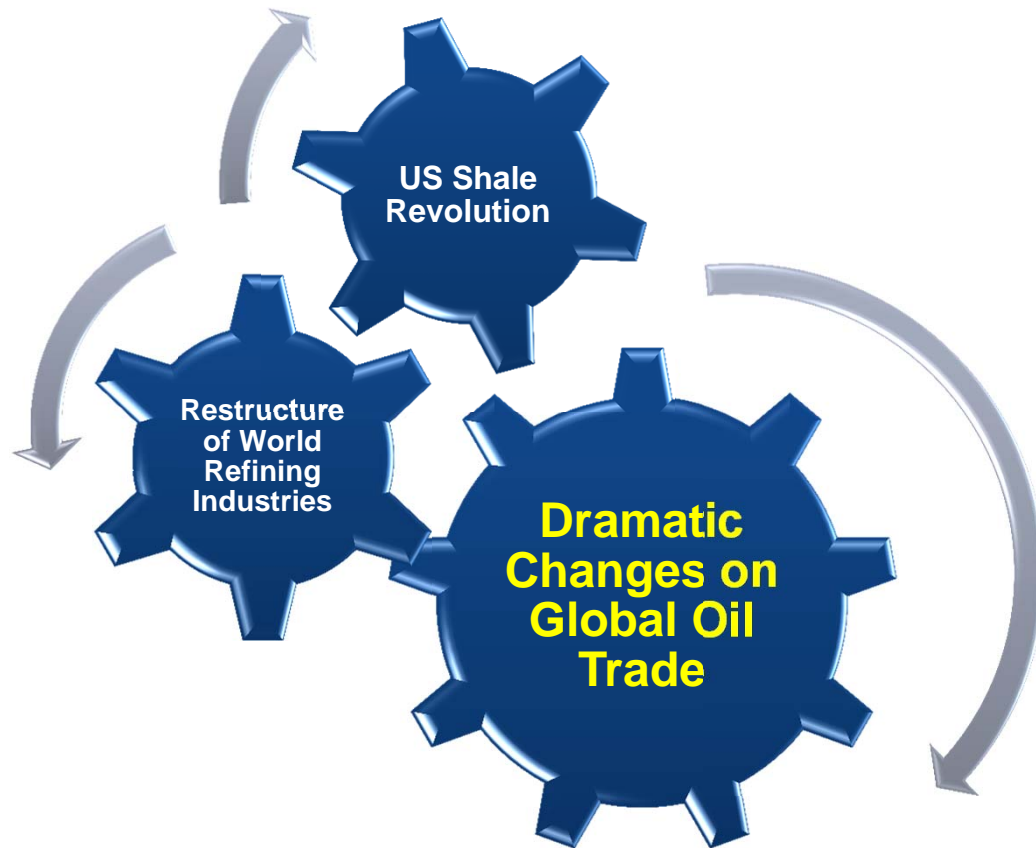 US Shale
Revolution
Restructure
of World
Refining
Industries
Dramatic
Changes on
Global Oil
Trade